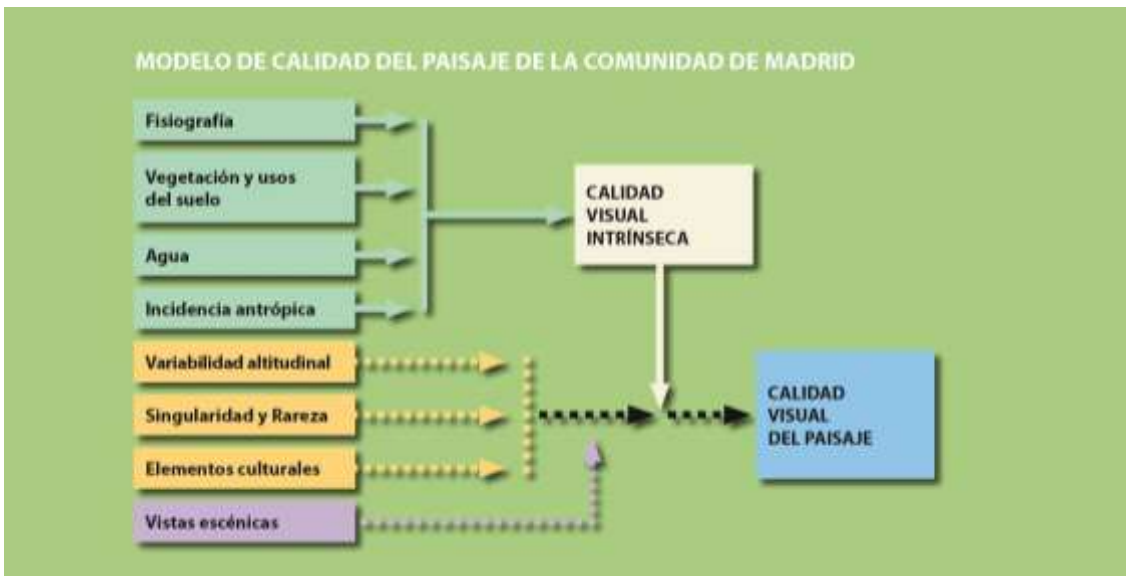 MODELO DE CALIDAD DEL PAISAJE DE LA COMUNIDAD DE MADRID
Fisiografía
Vegetación y usos
del suelo
Agua
Incidencia antrópica
Variabilidad altitudinal
Singularidad y Rareza
Elementos culturales
Vistas escénicas
CALIDAD
VISUAL
INTRÍNSECA
CALIDAD
VISUAL
DEL PAISAJE